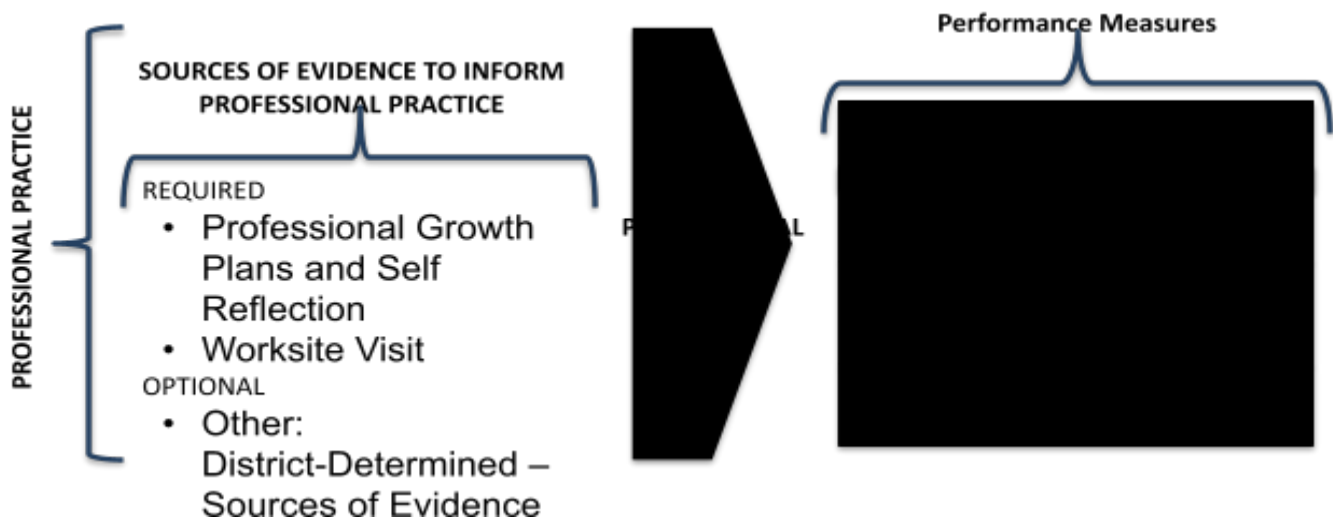 Performance Measures
SOURCES OF EVIDENCE TO INFORM
PROFESSIONAL PRACTICE
PROFESSIONAL PRACTICE
REQUIRED
• Professional Growth
Plans and Self
Reflection
• Worksite Visit
OPTIONAL
• Other:
District-Determined –
Sources of Evidence